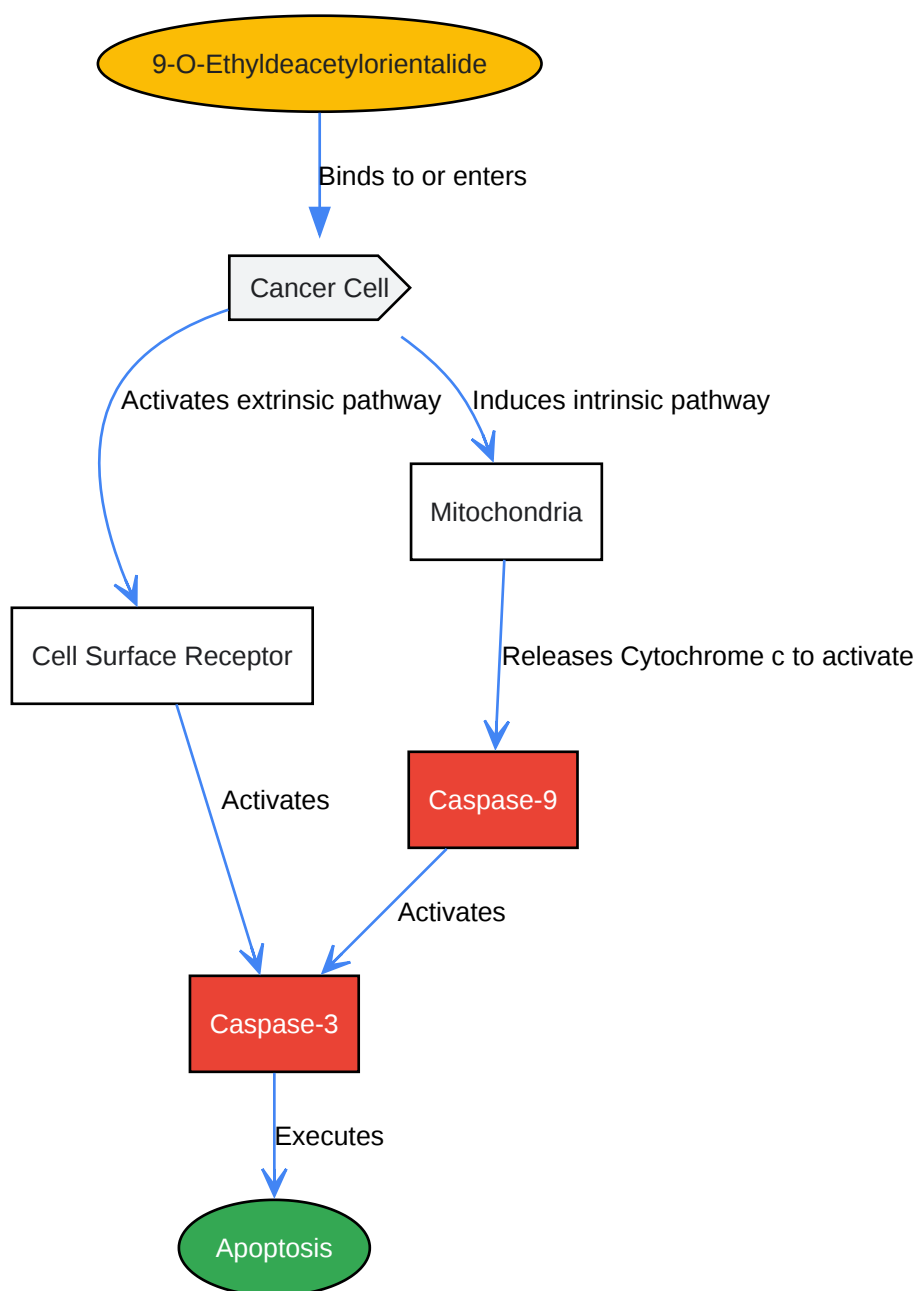 9-O-Ethyldeacetylorientalide
Binds to or enters
Cancer Cell
Activates extrinsic pathway
Induces intrinsic pathway
Mitochondria
Cell Surface Receptor
Releases Cytochrome c to activate
Activates
Caspase-9
Activates
Caspase-3
Executes
Apoptosis